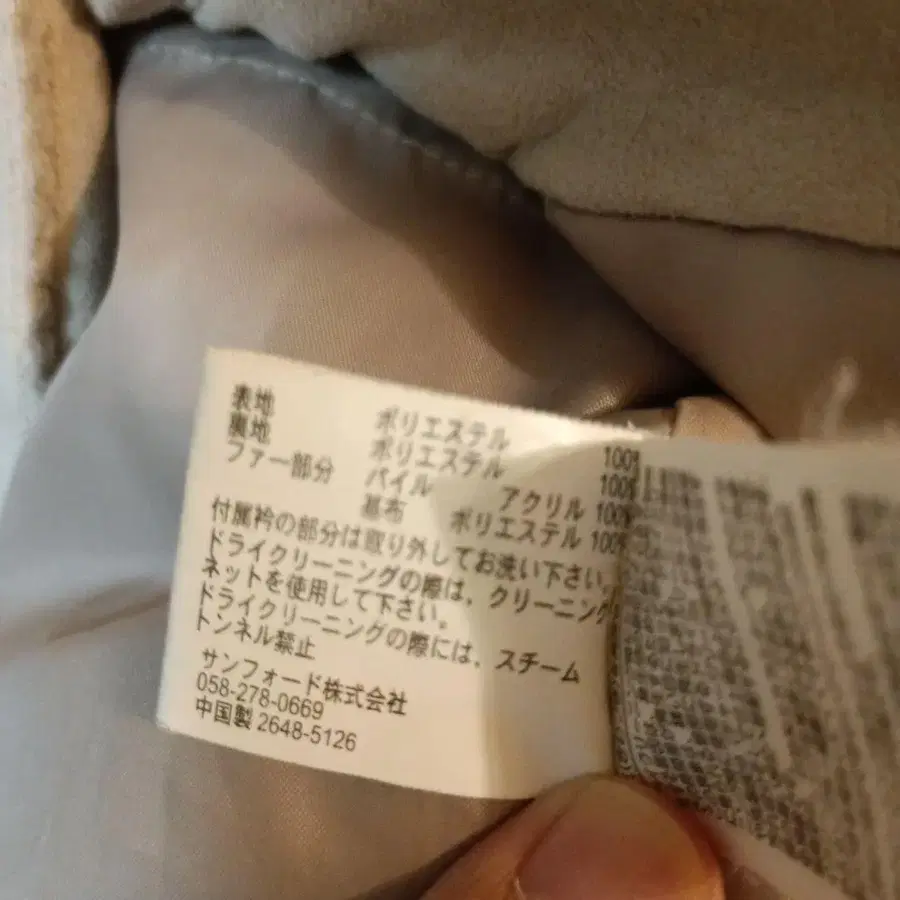 表地 ポリエステル 100%
裏地 ポリエステル 100%
ファー部分 パイル アクリル 100%
基布 ポリエステル 100%
付属衿の部分は取り外してお洗い下さい。
ドライクリーニングの際は、クリーニング
ネットを使用して下さい。
ドライクリーニングの際には、スチーム
トンネル禁止
サンフォード株式会社
058-278-0669
中国製 2648-5126